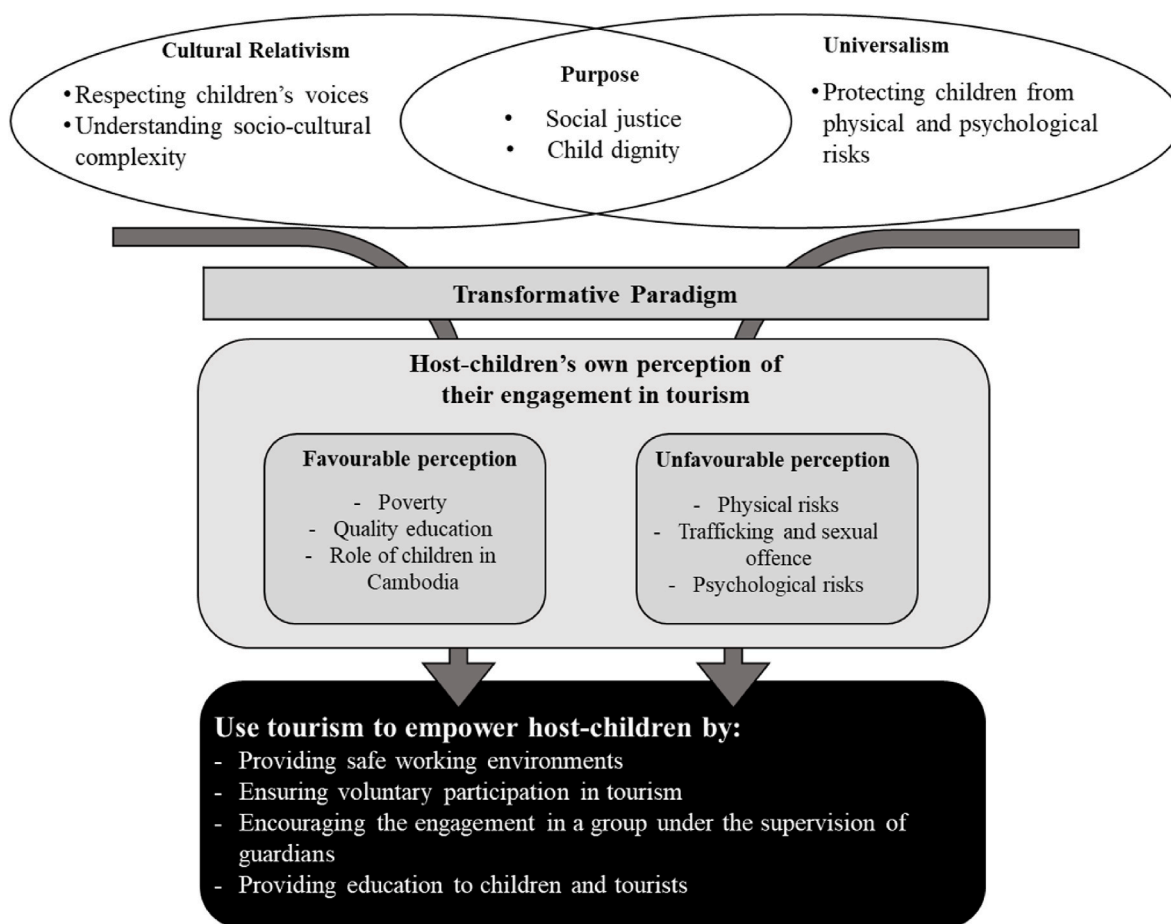 Cultural Relativism
•Respecting children's voices
•Understanding socio-cultural
complexity
Purpose
• Social justice
• Child dignity
Universalism
•Protecting children from
physical and psychological
risks
Transformative Paradigm
Host-children's own perception of
their engagement in tourism
Favourable perception
- Poverty
- Quality education
- Role of children in
Cambodia
Unfavourable perception
- Physical risks
- Trafficking and sexual
offence
- Psychological risks
Use tourism to empower host-children by:
- Providing safe working environments
- Ensuring voluntary participation in tourism
- Encouraging the engagement in a group under the supervision of
guardians
- Providing education to children and tourists